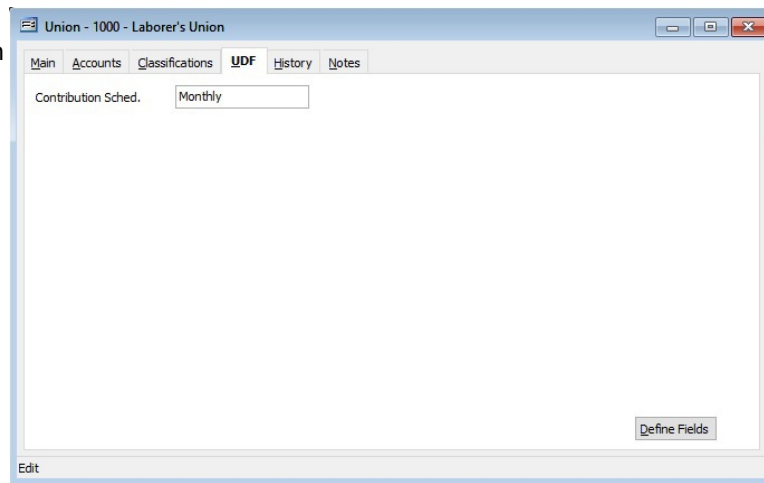 Union - 1000 - Laborer's Union
n
Main Accounts Classifications UDF History Notes
Contribution Sched. Monthly
Define Fields
Edit